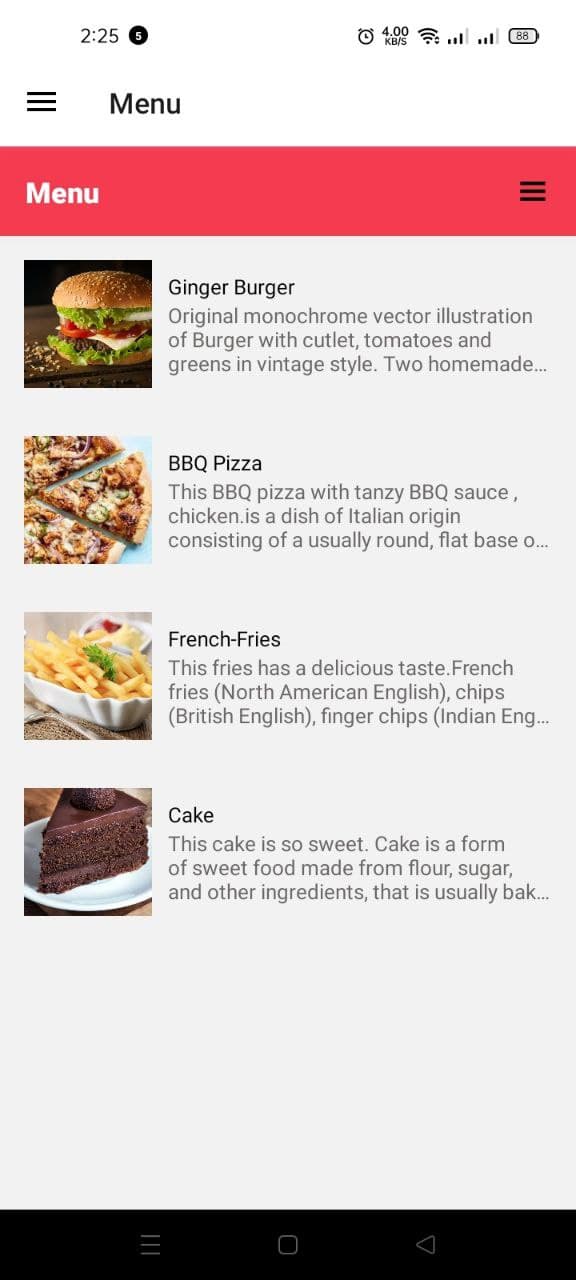 2:25 5 4.00 KB/S 88
Menu
Menu
Ginger Burger
Original monochrome vector illustration
of Burger with cutlet, tomatoes and
greens in vintage style. Two homemade...
BBQ Pizza
This BBQ pizza with tanzy BBQ sauce ,
chicken.is a dish of Italian origin
consisting of a usually round, flat base o...
French-Fries
This fries has a delicious taste.French
fries (North American English), chips
(British English), finger chips (Indian Eng...
Cake
This cake is so sweet. Cake is a form
of sweet food made from flour, sugar,
and other ingredients, that is usually bak...